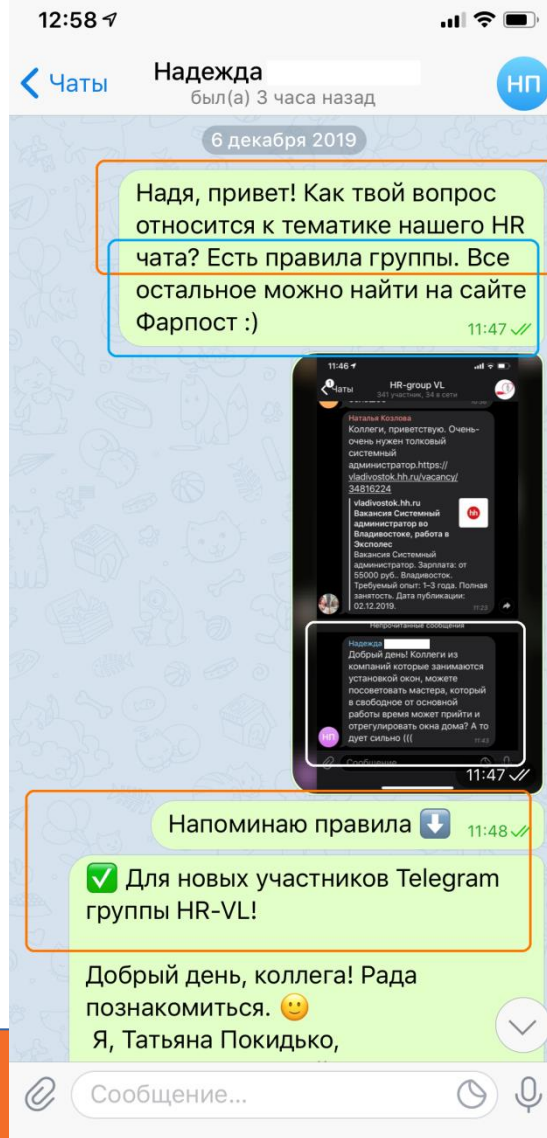 12:58
Чаты
Надежда
был(а) 3 часа назад
НП
6 декабря 2019
Надя, привет! Как твой вопрос
относится к тематике нашего HR
чата? Есть правила группы. Все
остальное можно найти на сайте
Фарпост :)
11:47
11:46
Чаты
HR-group VL
341 участник, 34 в сети
Наталья Козлова
Коллеги, приветствую. Очень-
очень нужен толковый
системный
администратор.https://
vladivostok.hh.ru/vacancy/
34816224
vladivostok.hh.ru
Вакансия Системный
администратор во
Владивостоке, работа в
Эксполес
hh
Вакансия Системный
администратор. Зарплата: от
55000 руб.. Владивосток.
Требуемый опыт: 1–3 года. Полная
занятость. Дата публикации:
02.12.2019.
11:23
Непрочитанные сообщения
Надежда
Добрый день! Коллеги из
компаний которые занимаются
установкой окон, можете
посоветовать мастера, который
в свободное от основной
работы время может прийти и
отрегулировать окна дома? А то
дует сильно (((
11:43
НП
Сообщение
11:47
Напоминаю правила ⬇️
11:48
✅ Для новых участников Telegram
группы HR-VL!
Добрый день, коллега! Рада
познакомиться. 🙂
Я, Татьяна Покидько,
Сообщение...